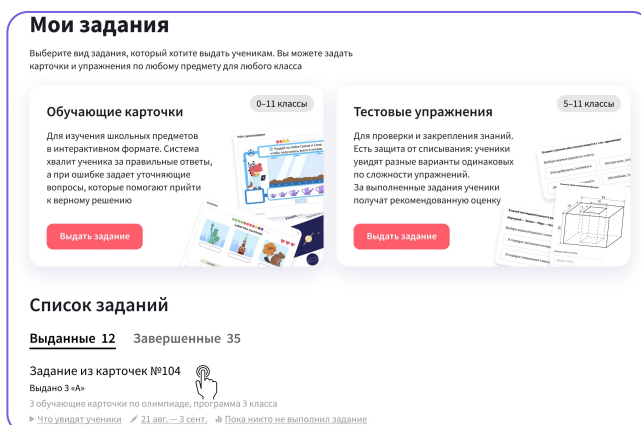 Мои задания
Выберите вид задания, который хотите выдать ученикам. Вы можете задать
карточки и упражнения по любому предмету для любого класса
0–11 классы
Обучающие карточки
Для изучения школьных предметов
в интерактивном формате. Система
хвалит ученика за правильные ответы,
а при ошибке задает уточняющие
вопросы, которые помогают прийти
к верному решению
Выдать задание
5–11 классы
Тестовые упражнения
Для проверки и закрепления знаний.
Есть защита от списывания: ученики
увидят разные варианты одинаковых
по сложности упражнений.
За выполненные задания ученики
получат рекомендованную оценку
Выдать задание
Список заданий
Выданные 12 Завершенные 35
Задание из карточек №104
Выдано 3 «А»
3 обучающие карточки по олимпиаде, программа 3 класса
Что увидят ученики 21 авг. — 3 сент. Пока никто не выполнил задание